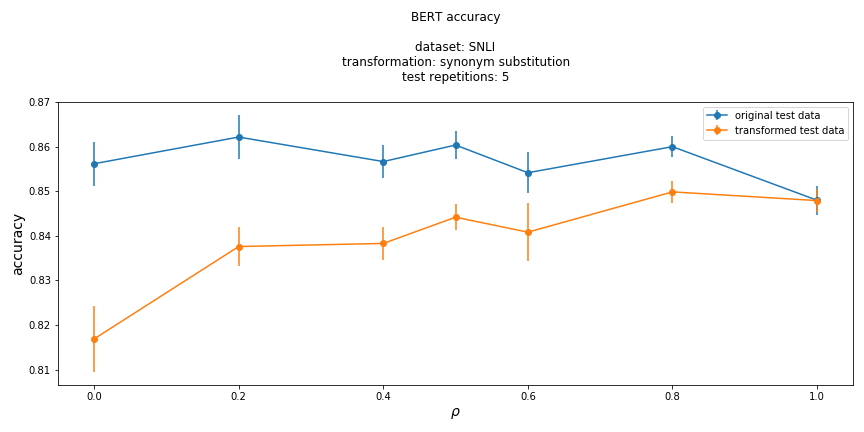 BERT accuracy
dataset: SNLI
transformation: synonym substitution
test repetitions: 5
original test data
transformed test data
accuracy
0.87
0.86
0.85
0.84
0.83
0.82
0.81
0.0 0.2 0.4 0.6 0.8 1.0
ρ